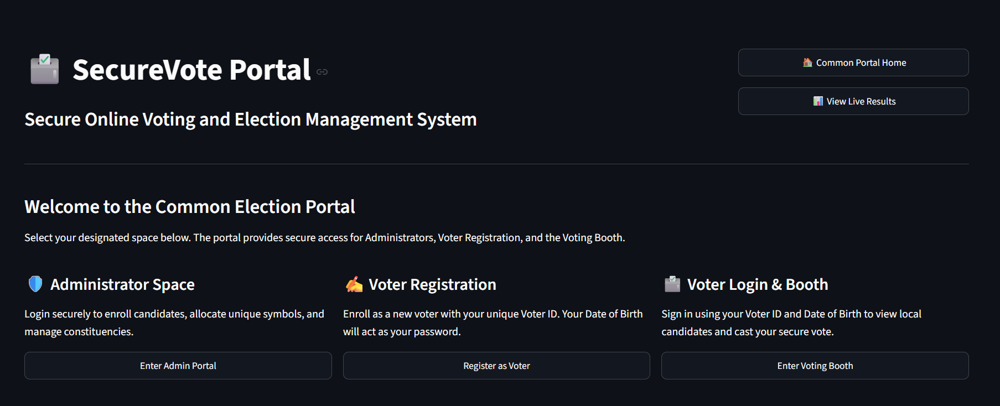 SecureVote Portal
Common Portal Home
View Live Results
Secure Online Voting and Election Management System
Welcome to the Common Election Portal
Select your designated space below. The portal provides secure access for Administrators, Voter Registration, and the Voting Booth.
Administrator Space
Login securely to enroll candidates, allocate unique symbols, and
manage constituencies.
Enter Admin Portal
Voter Registration
Enroll as a new voter with your unique Voter ID. Your Date of Birth
will act as your password.
Register as Voter
Voter Login & Booth
Sign in using your Voter ID and Date of Birth to view local
candidates and cast your secure vote.
Enter Voting Booth